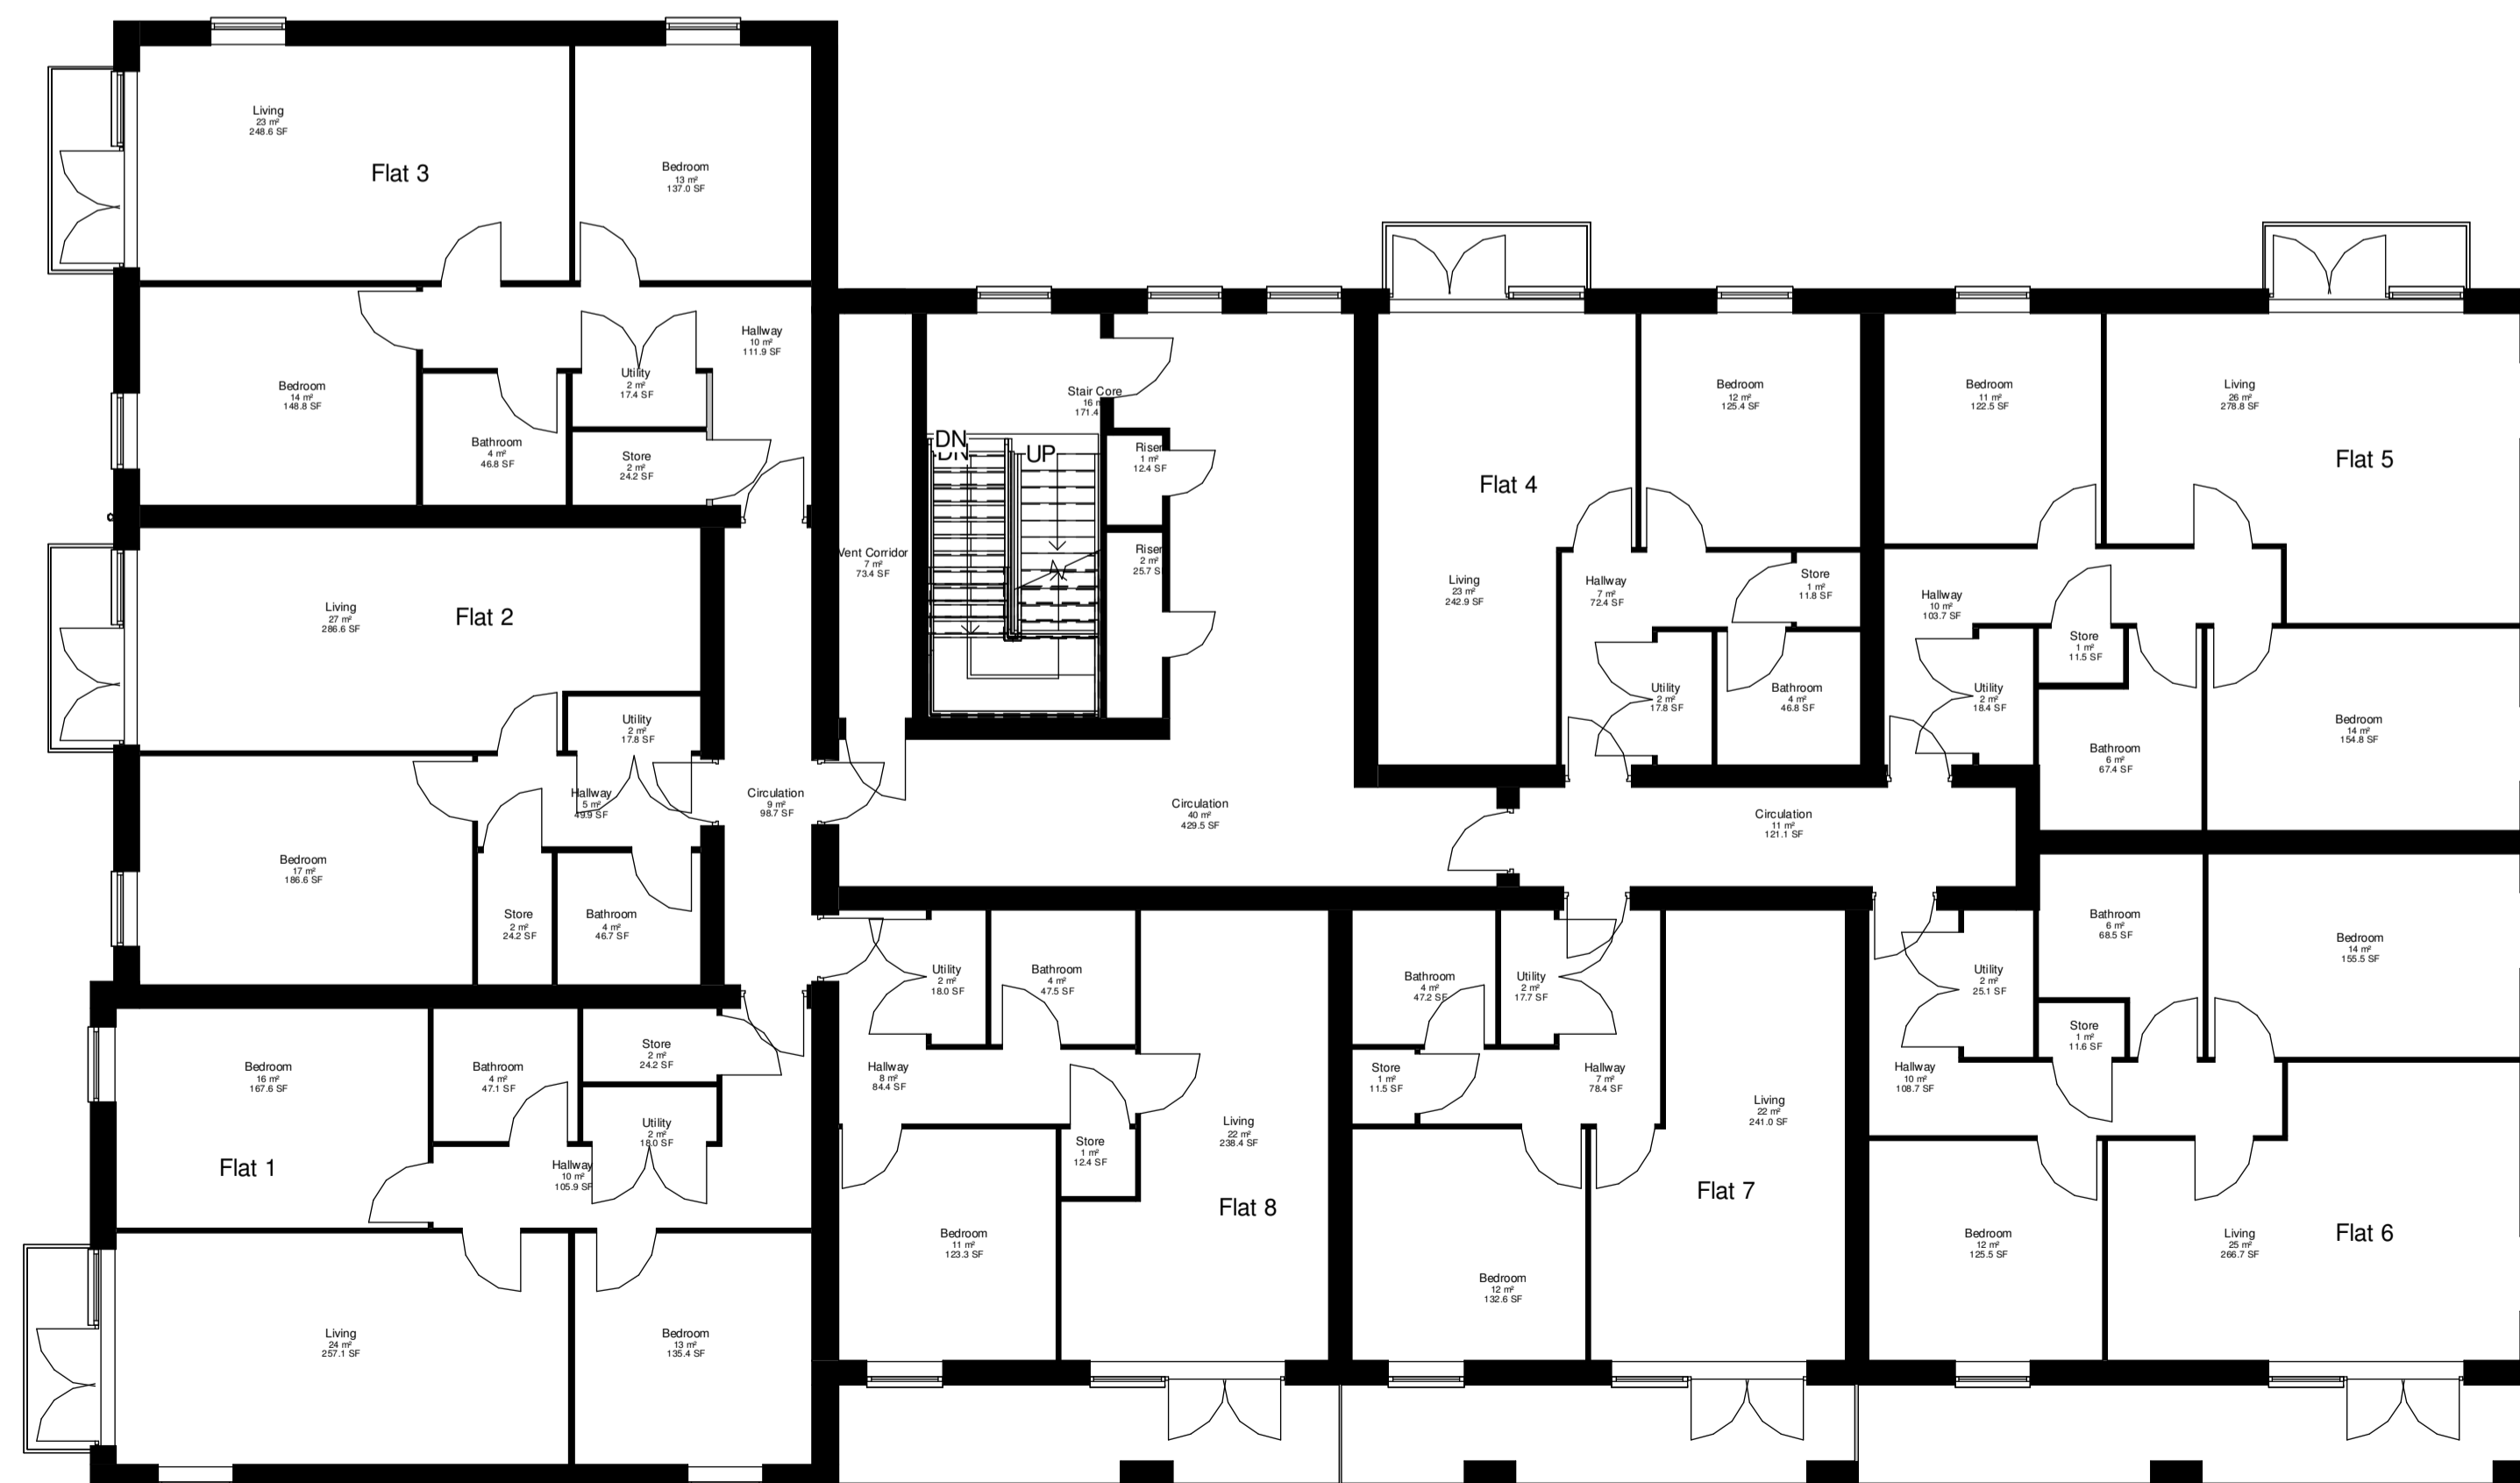 Living
23 m²
248.6 SF
Flat 3
Bedroom
13 m²
137.0 SF
Hallway
10 m²
111.9 SF
Bedroom
14 m²
148.8 SF
Utility
2 m²
17.4 SF
Bathroom
4 m²
46.8 SF
Store
2 m²
24.2 SF
Living
27 m²
286.6 SF
Flat 2
Utility
2 m²
17.8 SF
Hallway
5 m²
49.9 SF
Bedroom
17 m²
186.6 SF
Store
2 m²
24.2 SF
Bathroom
4 m²
46.7 SF
Circulation
9 m²
98.7 SF
Bedroom
16 m²
167.6 SF
Flat 1
Bathroom
4 m²
47.1 SF
Store
2 m²
24.2 SF
Utility
2 m²
18.0 SF
Hallway
10 m²
105.9 SF
Living
24 m²
257.1 SF
Bedroom
13 m²
135.4 SF
Vent Corridor
7 m²
73.4 SF
Stair Core
16 m
171.4
DN
DN
UP
Riser
1 m²
12.4 SF
Riser
2 m²
25.7 S
Circulation
40 m²
429.5 SF
Flat 4
Living
23 m²
242.9 SF
Bedroom
12 m²
125.4 SF
Hallway
7 m²
72.4 SF
Store
1 m²
11.8 SF
Utility
2 m²
17.8 SF
Bathroom
4 m²
46.8 SF
Circulation
11 m²
121.1 SF
Bedroom
11 m²
122.5 SF
Living
26 m²
278.8 SF
Flat 5
Hallway
10 m²
103.7 SF
Store
1 m²
11.5 SF
Utility
2 m²
18.4 SF
Bathroom
6 m²
67.4 SF
Bedroom
14 m²
154.8 SF
Utility
2 m²
18.0 SF
Bathroom
4 m²
47.5 SF
Hallway
8 m²
84.4 SF
Store
1 m²
12.4 SF
Living
22 m²
238.4 SF
Flat 8
Bedroom
11 m²
123.3 SF
Bathroom
4 m²
47.2 SF
Utility
2 m²
17.7 SF
Store
1 m²
11.5 SF
Hallway
7 m²
78.4 SF
Living
22 m²
241.0 SF
Flat 7
Bedroom
12 m²
132.6 SF
Bathroom
6 m²
68.5 SF
Bedroom
14 m²
155.5 SF
Utility
2 m²
25.1 SF
Store
1 m²
11.6 SF
Hallway
10 m²
108.7 SF
Bedroom
12 m²
125.5 SF
Living
25 m²
266.7 SF
Flat 6